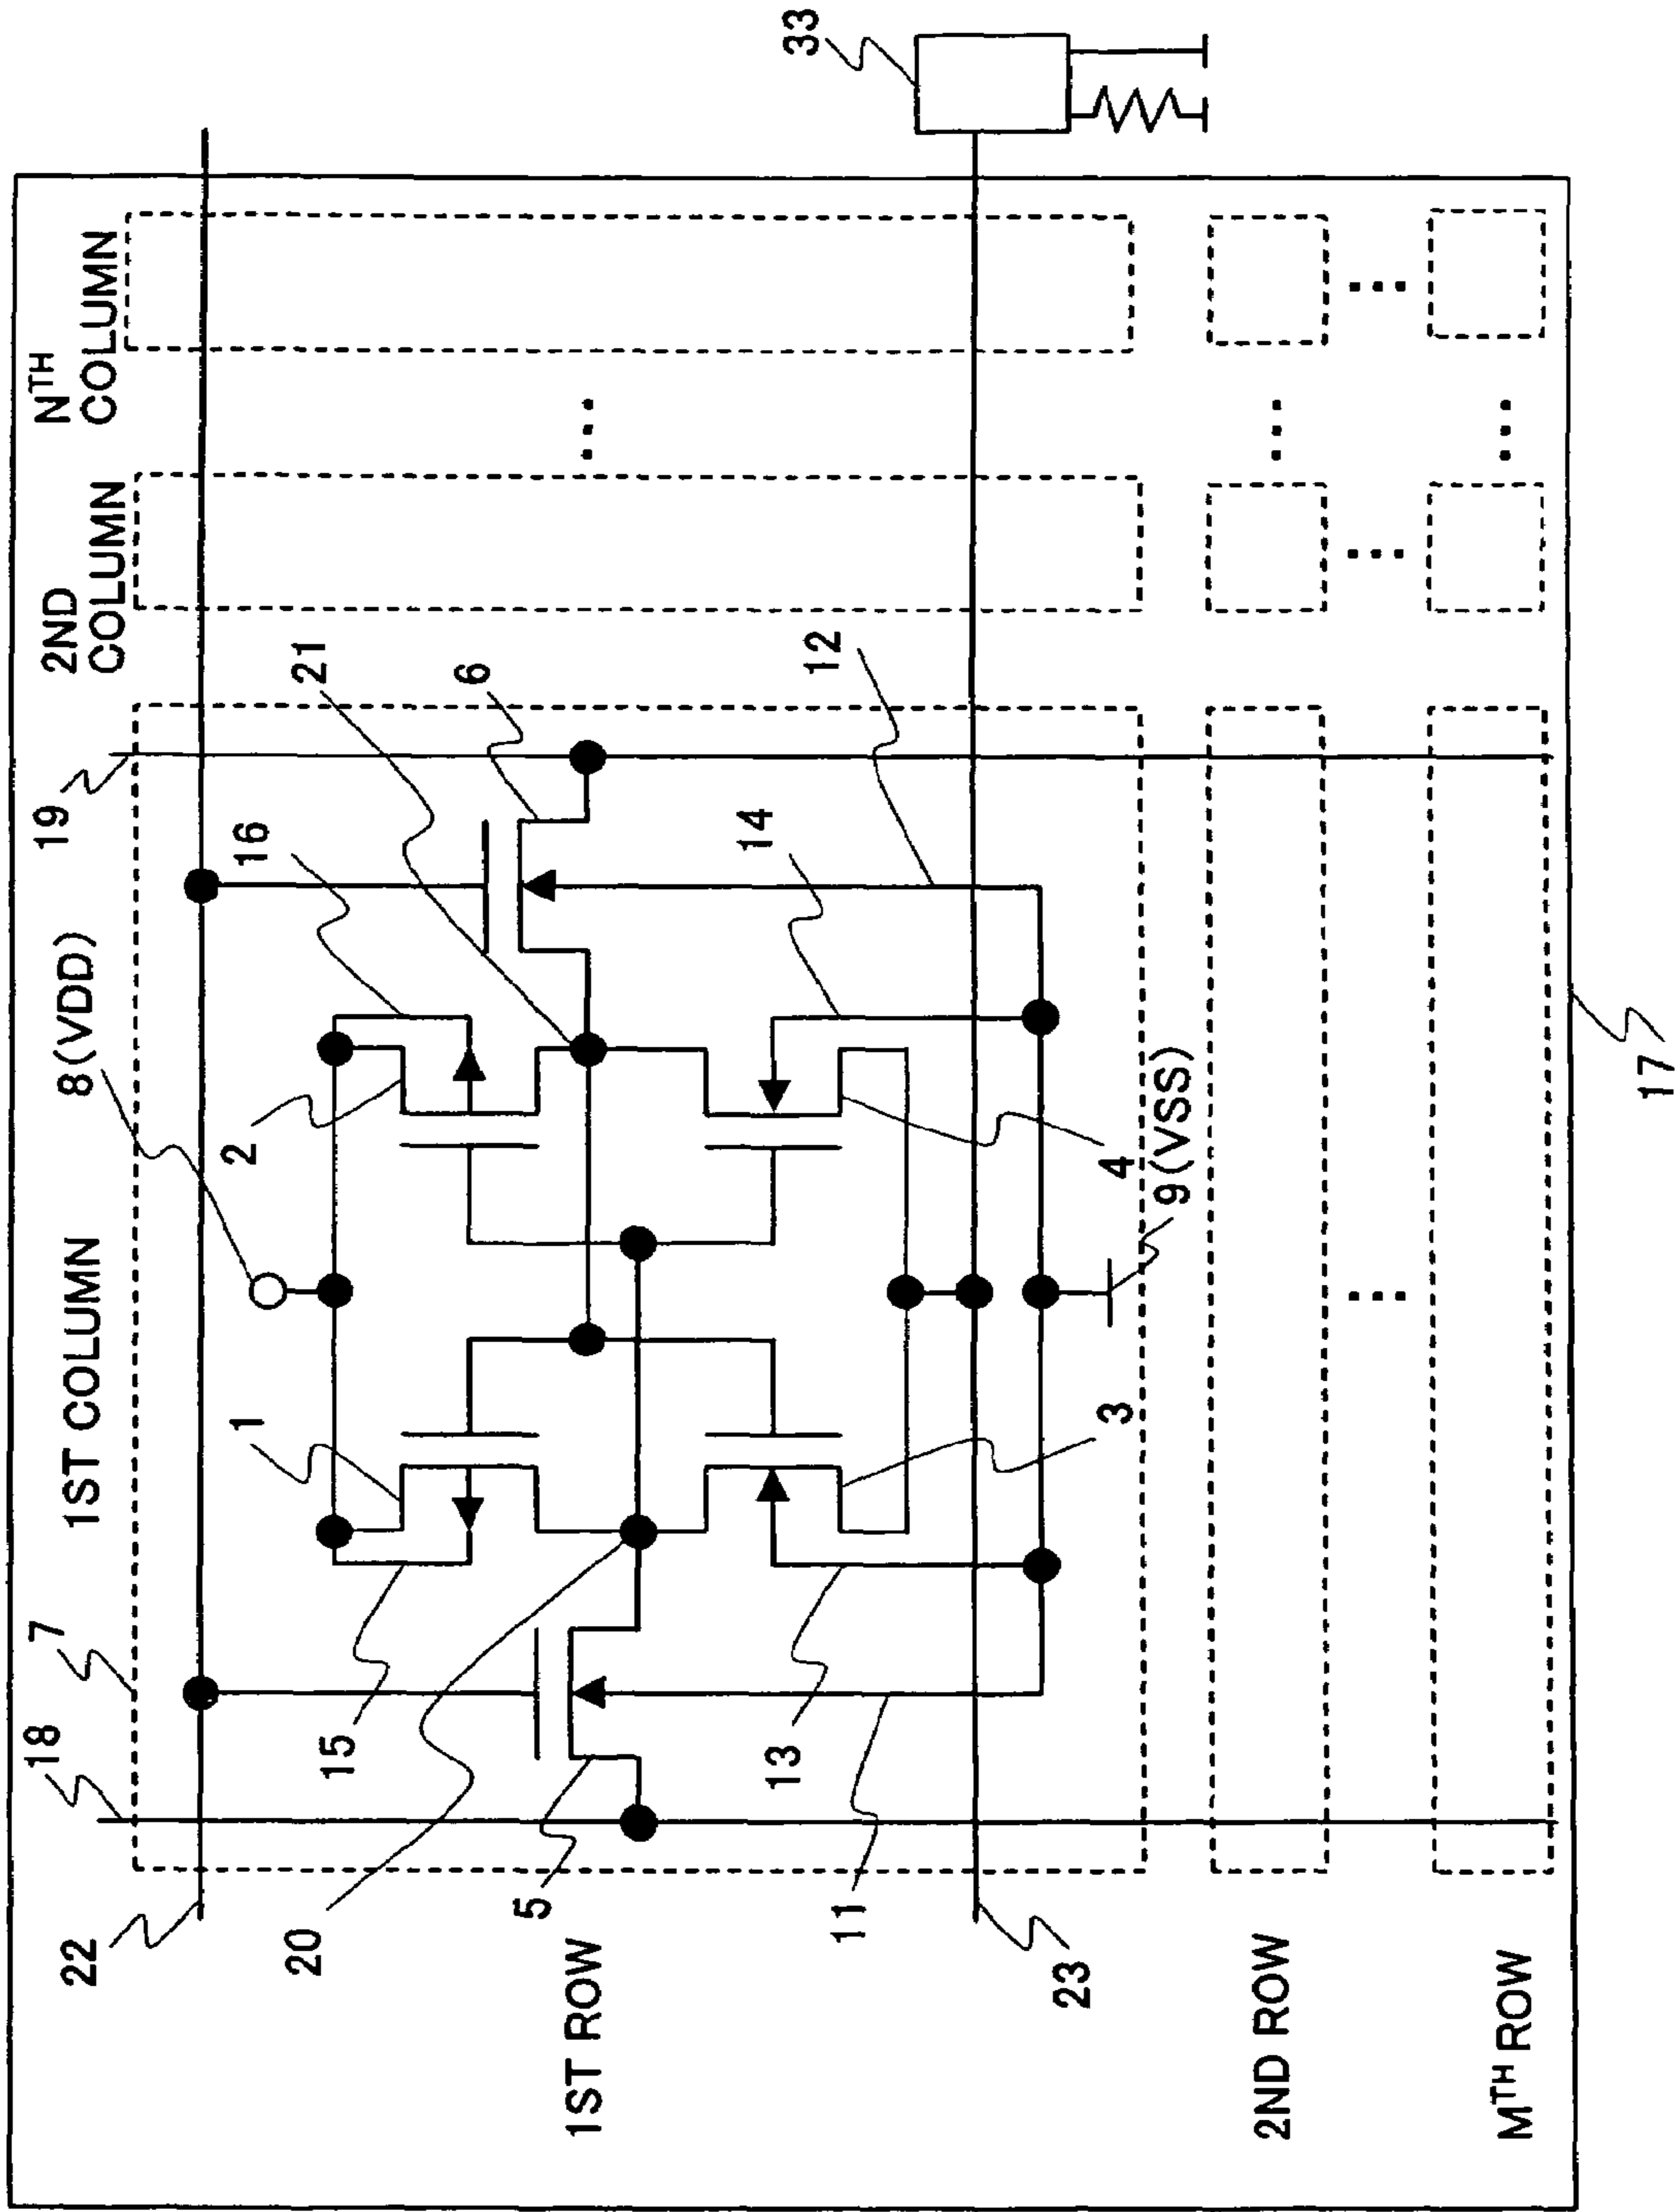 1ST COLUMN
2ND
COLUMN
Nᵀᴴ
COLUMN
22
18
7
8(VDD)
19
33
1
2
16
21
6
15
20
5
14
12
13
11
3
4
9(VSS)
23
17
1ST ROW
2ND ROW
Mᵀᴴ ROW